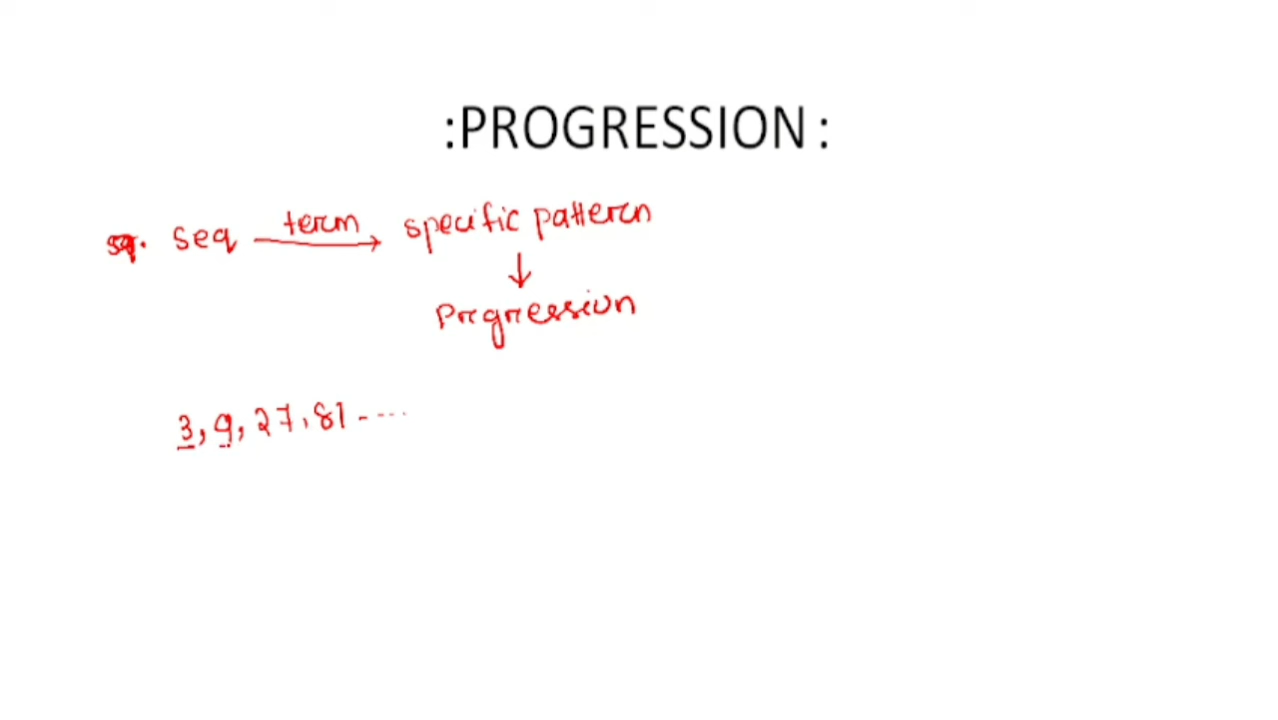 :PROGRESSION :
seq term specific pattern
progression
3, 9, 27, 81 - ....